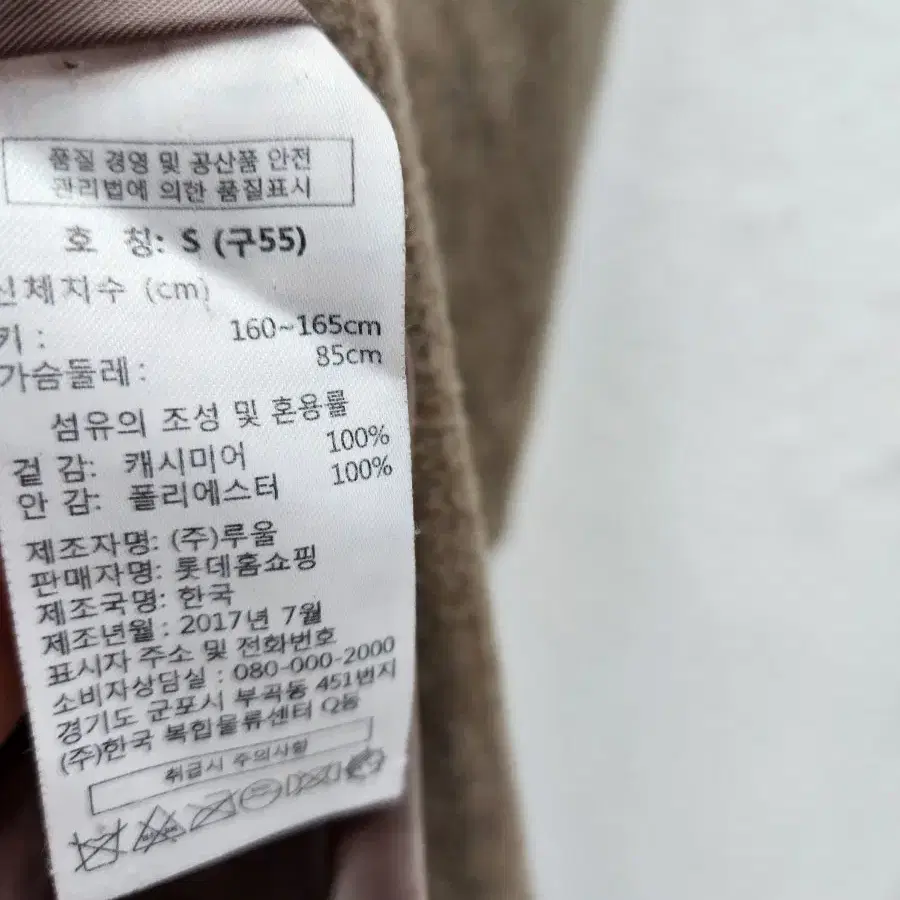 품질 경영 및 공산품 안전
관리법에 의한 품질표시
호 칭: S (구55)
신체치수 (cm)
키 : 160~165cm
가슴둘레 : 85cm
섬유의 조성 및 혼용률
겉 감: 캐시미어 100%
안 감: 폴리에스터 100%
제조자명: (주)루울
판매자명: 롯데홈쇼핑
제조국명: 한국
제조년월 : 2017년 7월
표시자 주소 및 전화번호
소비자상담실 : 080-000-2000
경기도 군포시 부곡동 451번지
(주)한국 복합물류센터 Q동
취급시 주의사항